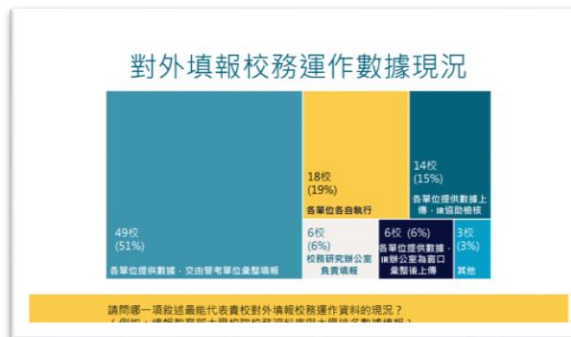 對外填報校務運作數據現況
49校
(51%)
各單位提供數據，交由管考單位彙整填報
18校
(19%)
各單位各自執行
14校
(15%)
各單位提供數據上
傳，IR協助檢核
6校
(6%)
校務研究辦公室
負責填報
6校 (6%)
各單位提供數據，
IR辦公室為窗口
彙整後上傳
3校
(3%)
其他
請問哪一項敘述最能代表貴校對外填報校務運作資料的現況？